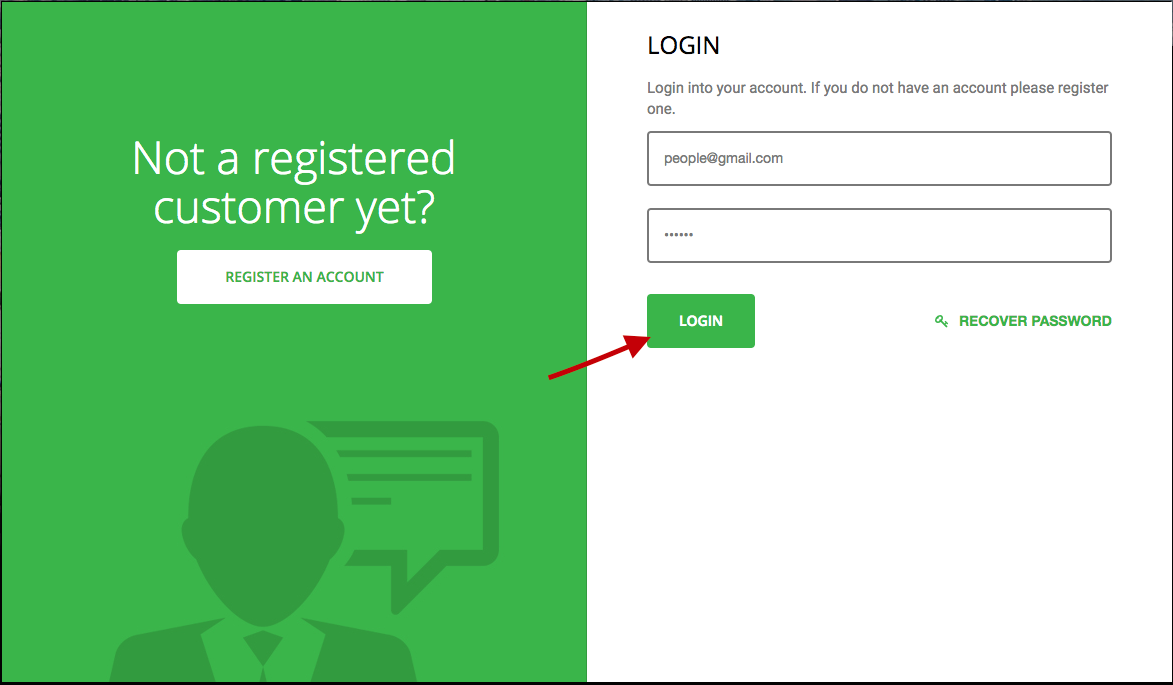 Not a registered
customer yet?
REGISTER AN ACCOUNT
LOGIN
Login into your account. If you do not have an account please register
one.
people@gmail.com
••••••
LOGIN
RECOVER PASSWORD